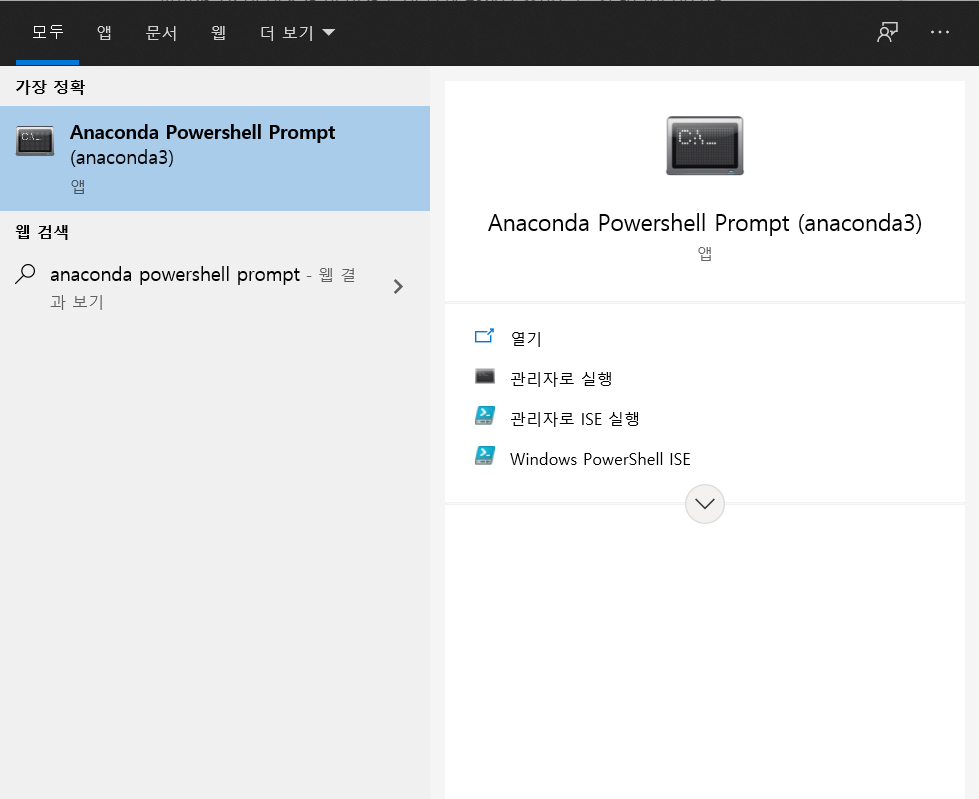 모두 앱 문서 웹 더 보기
가장 정확
Anaconda Powershell Prompt
(anaconda3)
앱
웹 검색
anaconda powershell prompt - 웹 결
과 보기
C:\._
Anaconda Powershell Prompt (anaconda3)
앱
열기
관리자로 실행
관리자로 ISE 실행
Windows PowerShell ISE